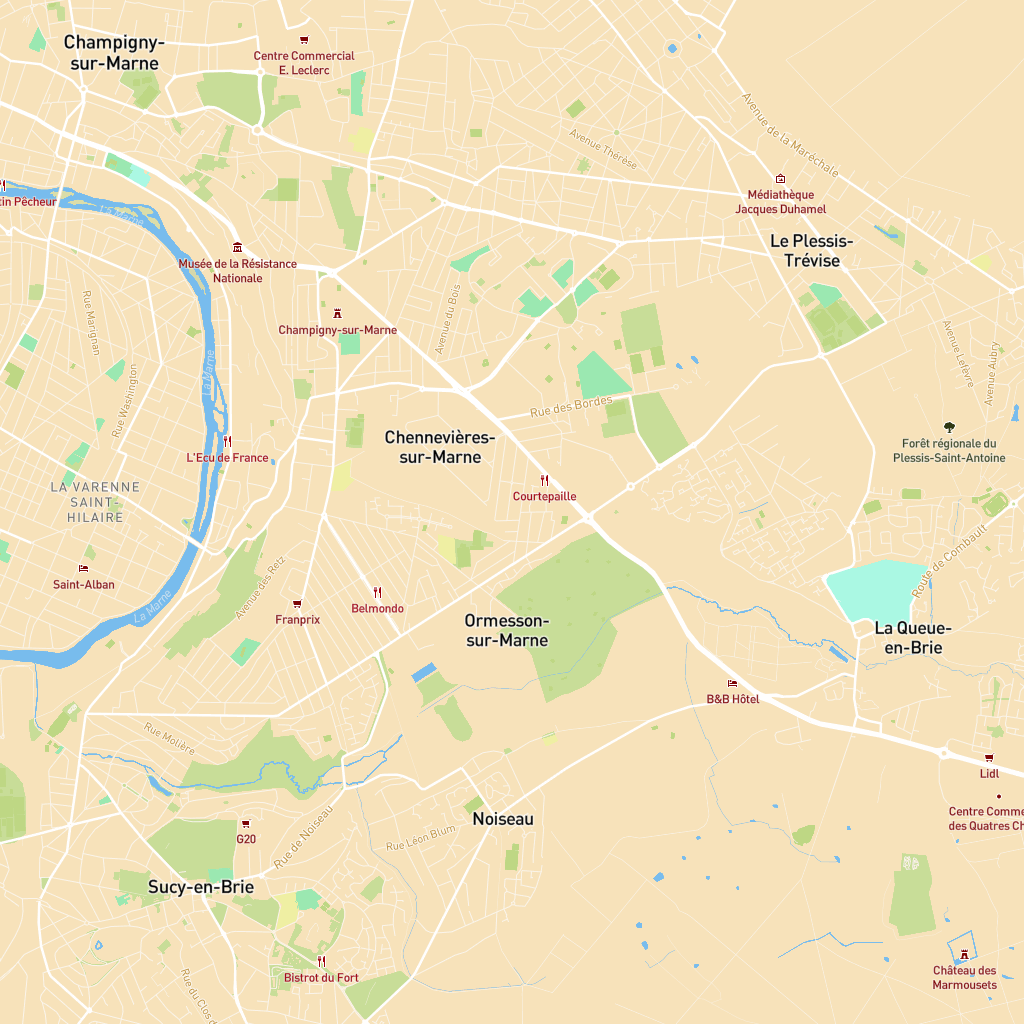 Champigny-
sur-Marne
Centre Commercial
E. Leclerc
Avenue de la Maréchale
Avenue Thérèse
Médiathèque
Jacques Duhamel
tin Pêcheur
La Marne
Le Plessis-
Trévise
Musée de la Résistance
Nationale
Rue Marignan
Avenue du Bois
Champigny-sur-Marne
Avenue Lefèvre
Avenue Aubry
La Marne
Rue Washington
Rue des Bordes
Forêt régionale du
Plessis-Saint-Antoine
Chennevières-
sur-Marne
L'Ecu de France
LA VARENNE
SAINT-
HILAIRE
Courtepaille
Route de Combault
Saint-Alban
Avenue des Retz
La Marne
Franprix
Belmondo
Ormesson-
sur-Marne
La Queue-
en-Brie
B&B Hôtel
Rue Molière
Lidl
Centre Comme
des Quatres Ch
Noiseau
G20
Rue de Noiseau
Rue Léon Blum
Sucy-en-Brie
Bistrot du Fort
Rue du Clos d
Château des
Marmousets